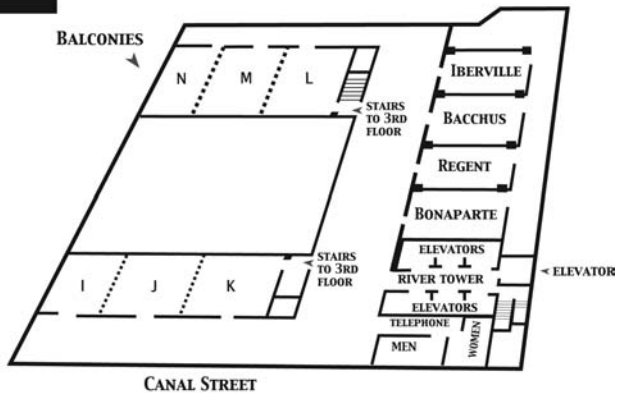 BALCONIES
N
M
L
STAIRS
TO 3RD
FLOOR
IBERVILLE
BACCHUS
REGENT
BONAPARTE
ELEVATORS
RIVER TOWER
ELEVATORS
ELEVATOR
STAIRS
TO 3RD
FLOOR
I
J
K
TELEPHONE
MEN
WOMEN
CANAL STREET